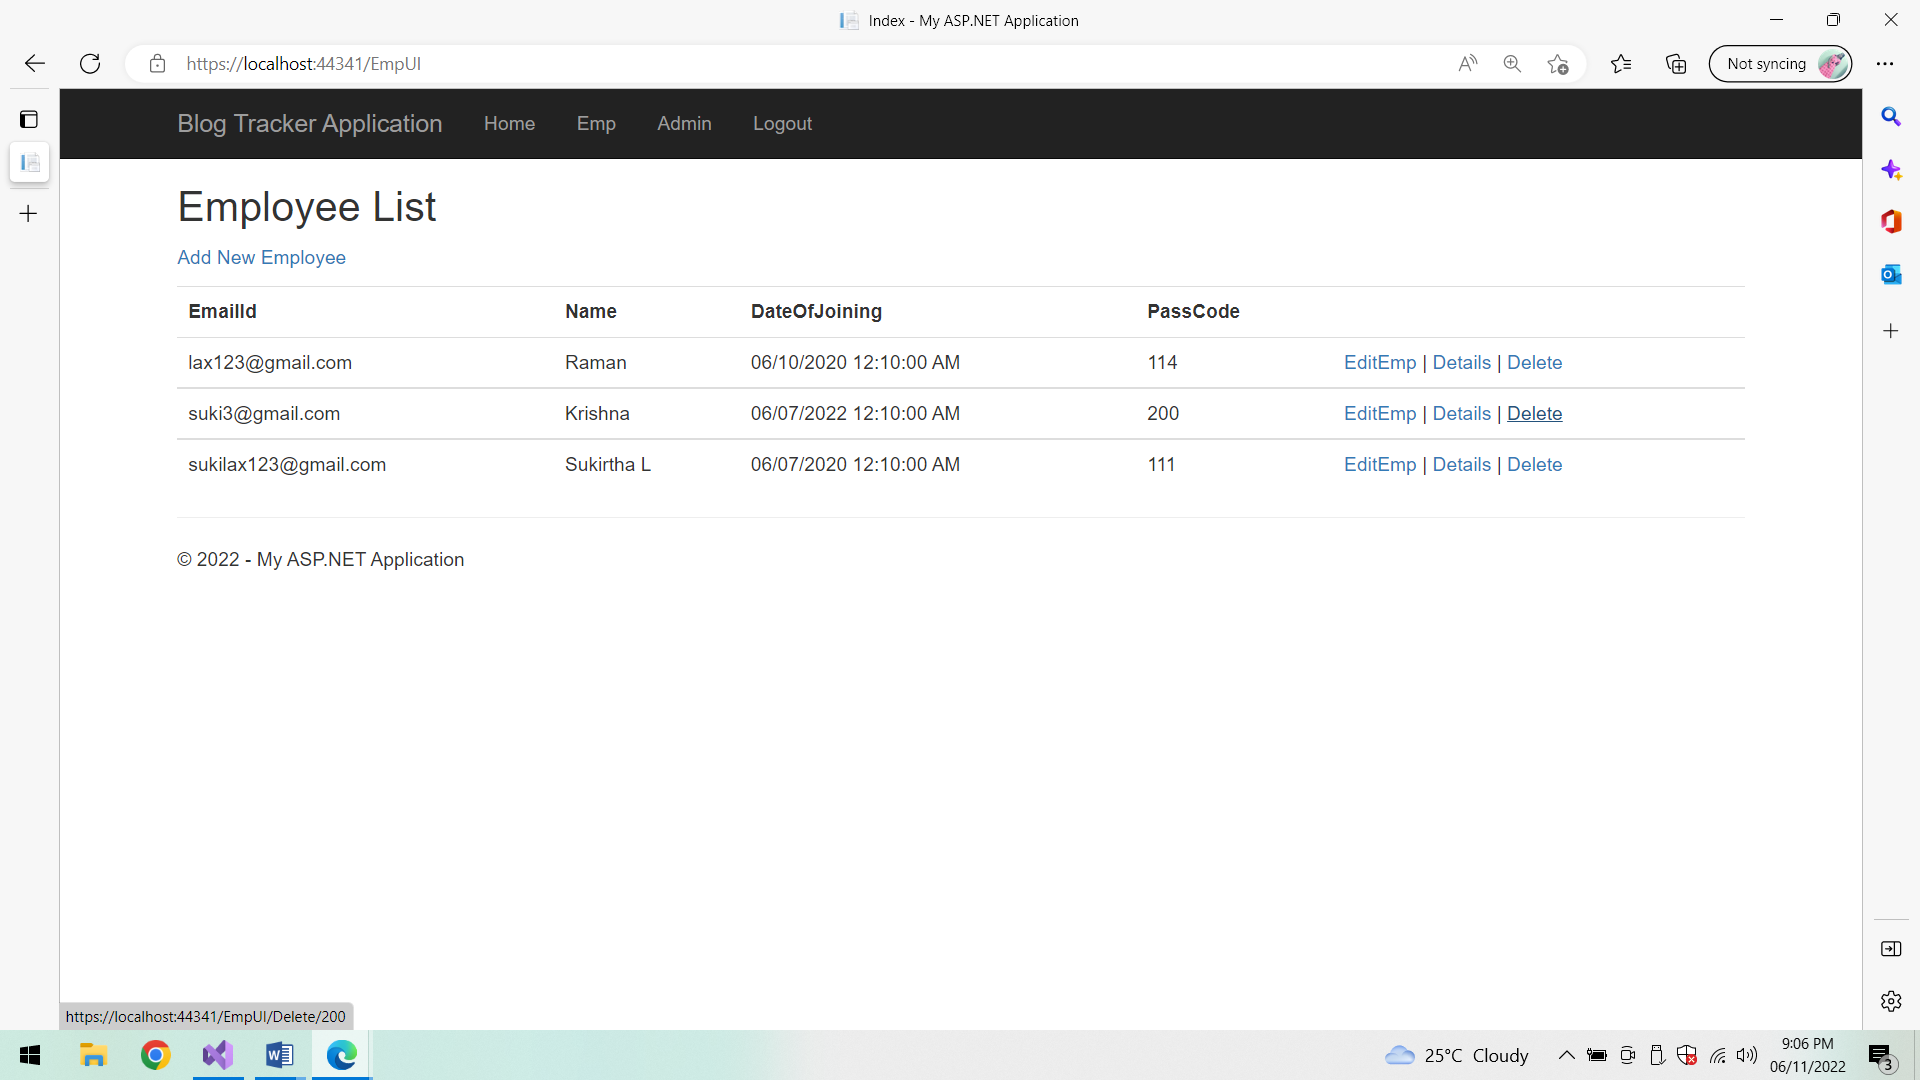 Index - My ASP.NET Application
https://localhost:44341/EmpUI
Not syncing
Blog Tracker Application Home Emp Admin Logout
Employee List
Add New Employee
EmailId Name DateOfJoining PassCode
lax123@gmail.com Raman 06/10/2020 12:10:00 AM 114 EditEmp | Details | Delete
suki3@gmail.com Krishna 06/07/2022 12:10:00 AM 200 EditEmp | Details | Delete
sukilax123@gmail.com Sukirtha L 06/07/2020 12:10:00 AM 111 EditEmp | Details | Delete
© 2022 - My ASP.NET Application
https://localhost:44341/EmpUI/Delete/200
25°C Cloudy
9:06 PM
06/11/2022
3